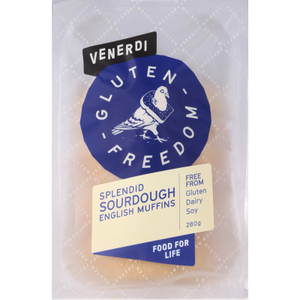 VENERDI
GLUTEN
FREEDOM
SPLENDID
SOURDOUGH
ENGLISH MUFFINS
FREE
FROM
Gluten
Dairy
Soy
280g
FOOD FOR
LIFE